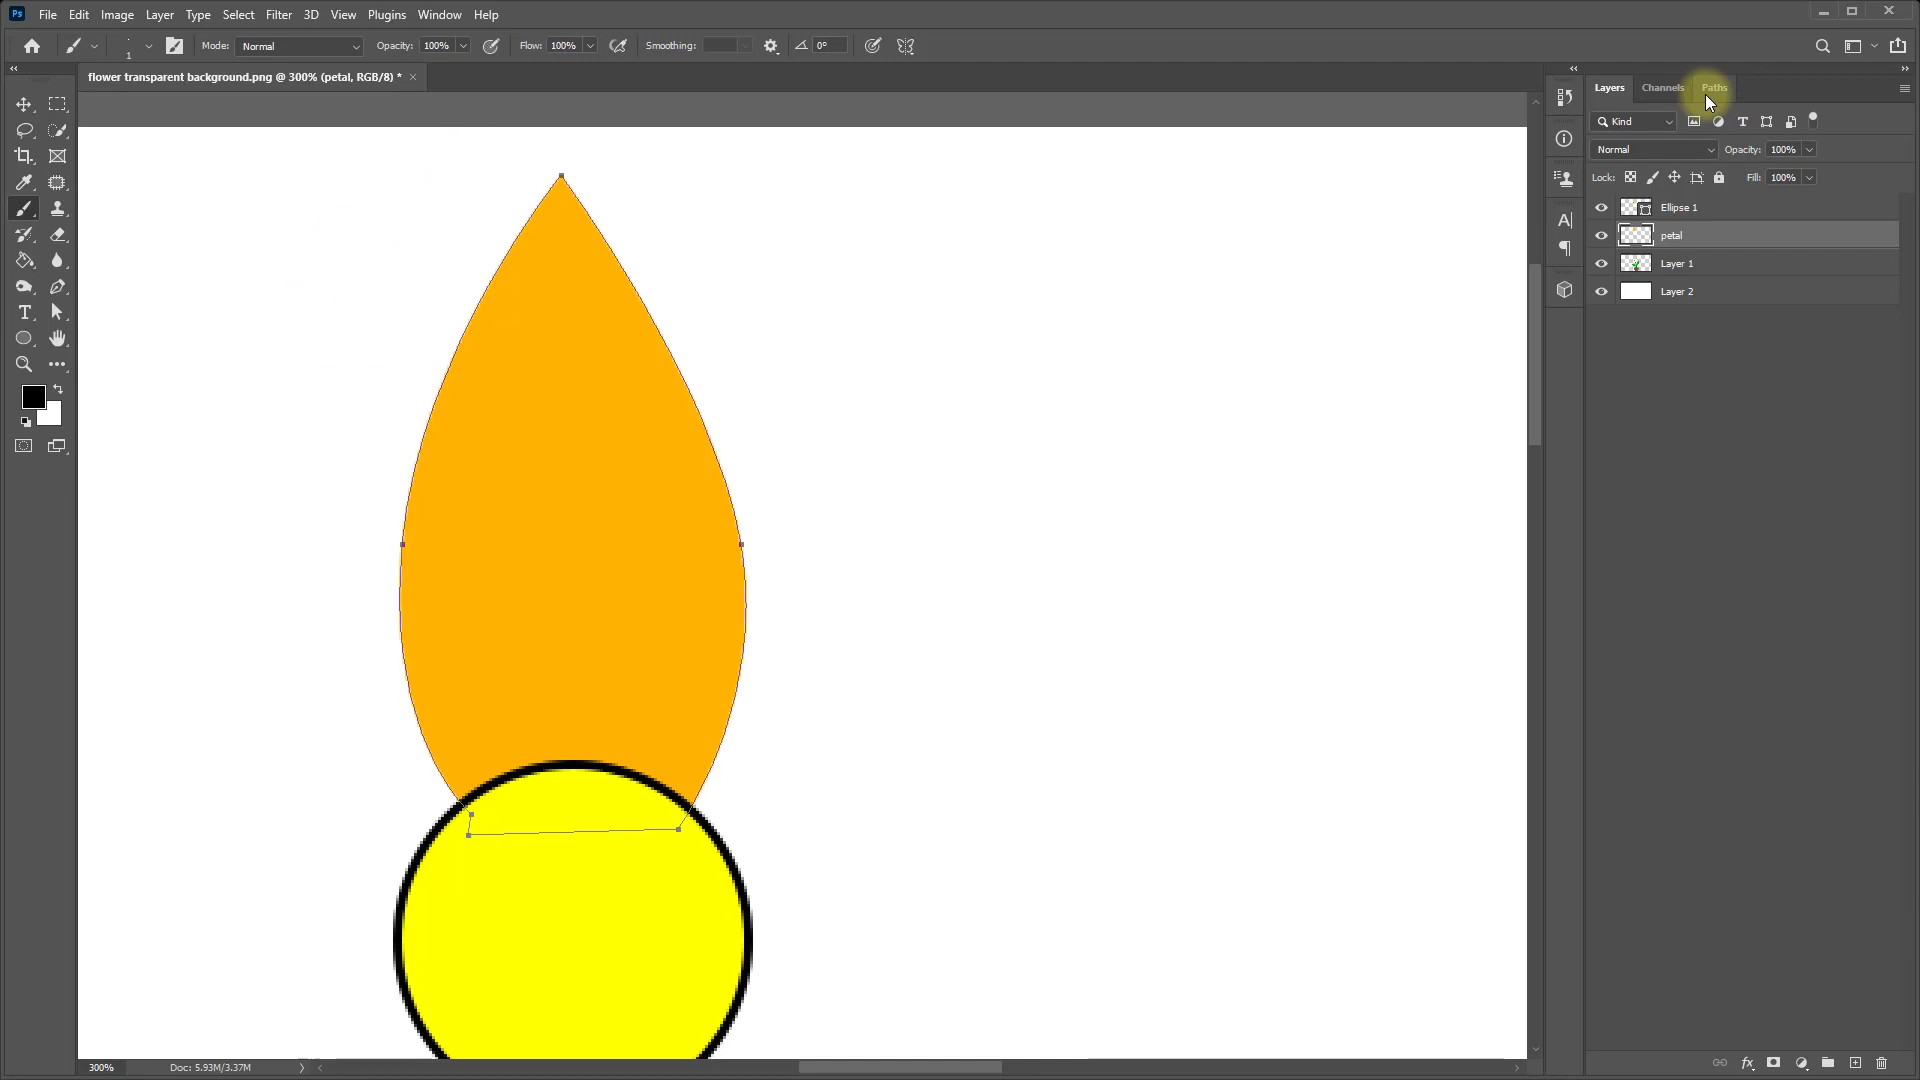 Ps File Edit Image Layer Type Select Filter 3D View Plugins Window Help
1 Mode: Normal Opacity: 100% Flow: 100% Smoothing: 0°
flower transparent background.png @ 300% (petal, RGB/8) * ×
Layers Channels Paths
Kind
Normal Opacity: 100%
Lock: Fill: 100%
Ellipse 1
petal
Layer 1
Layer 2
300% Doc: 5.93M/3.37M